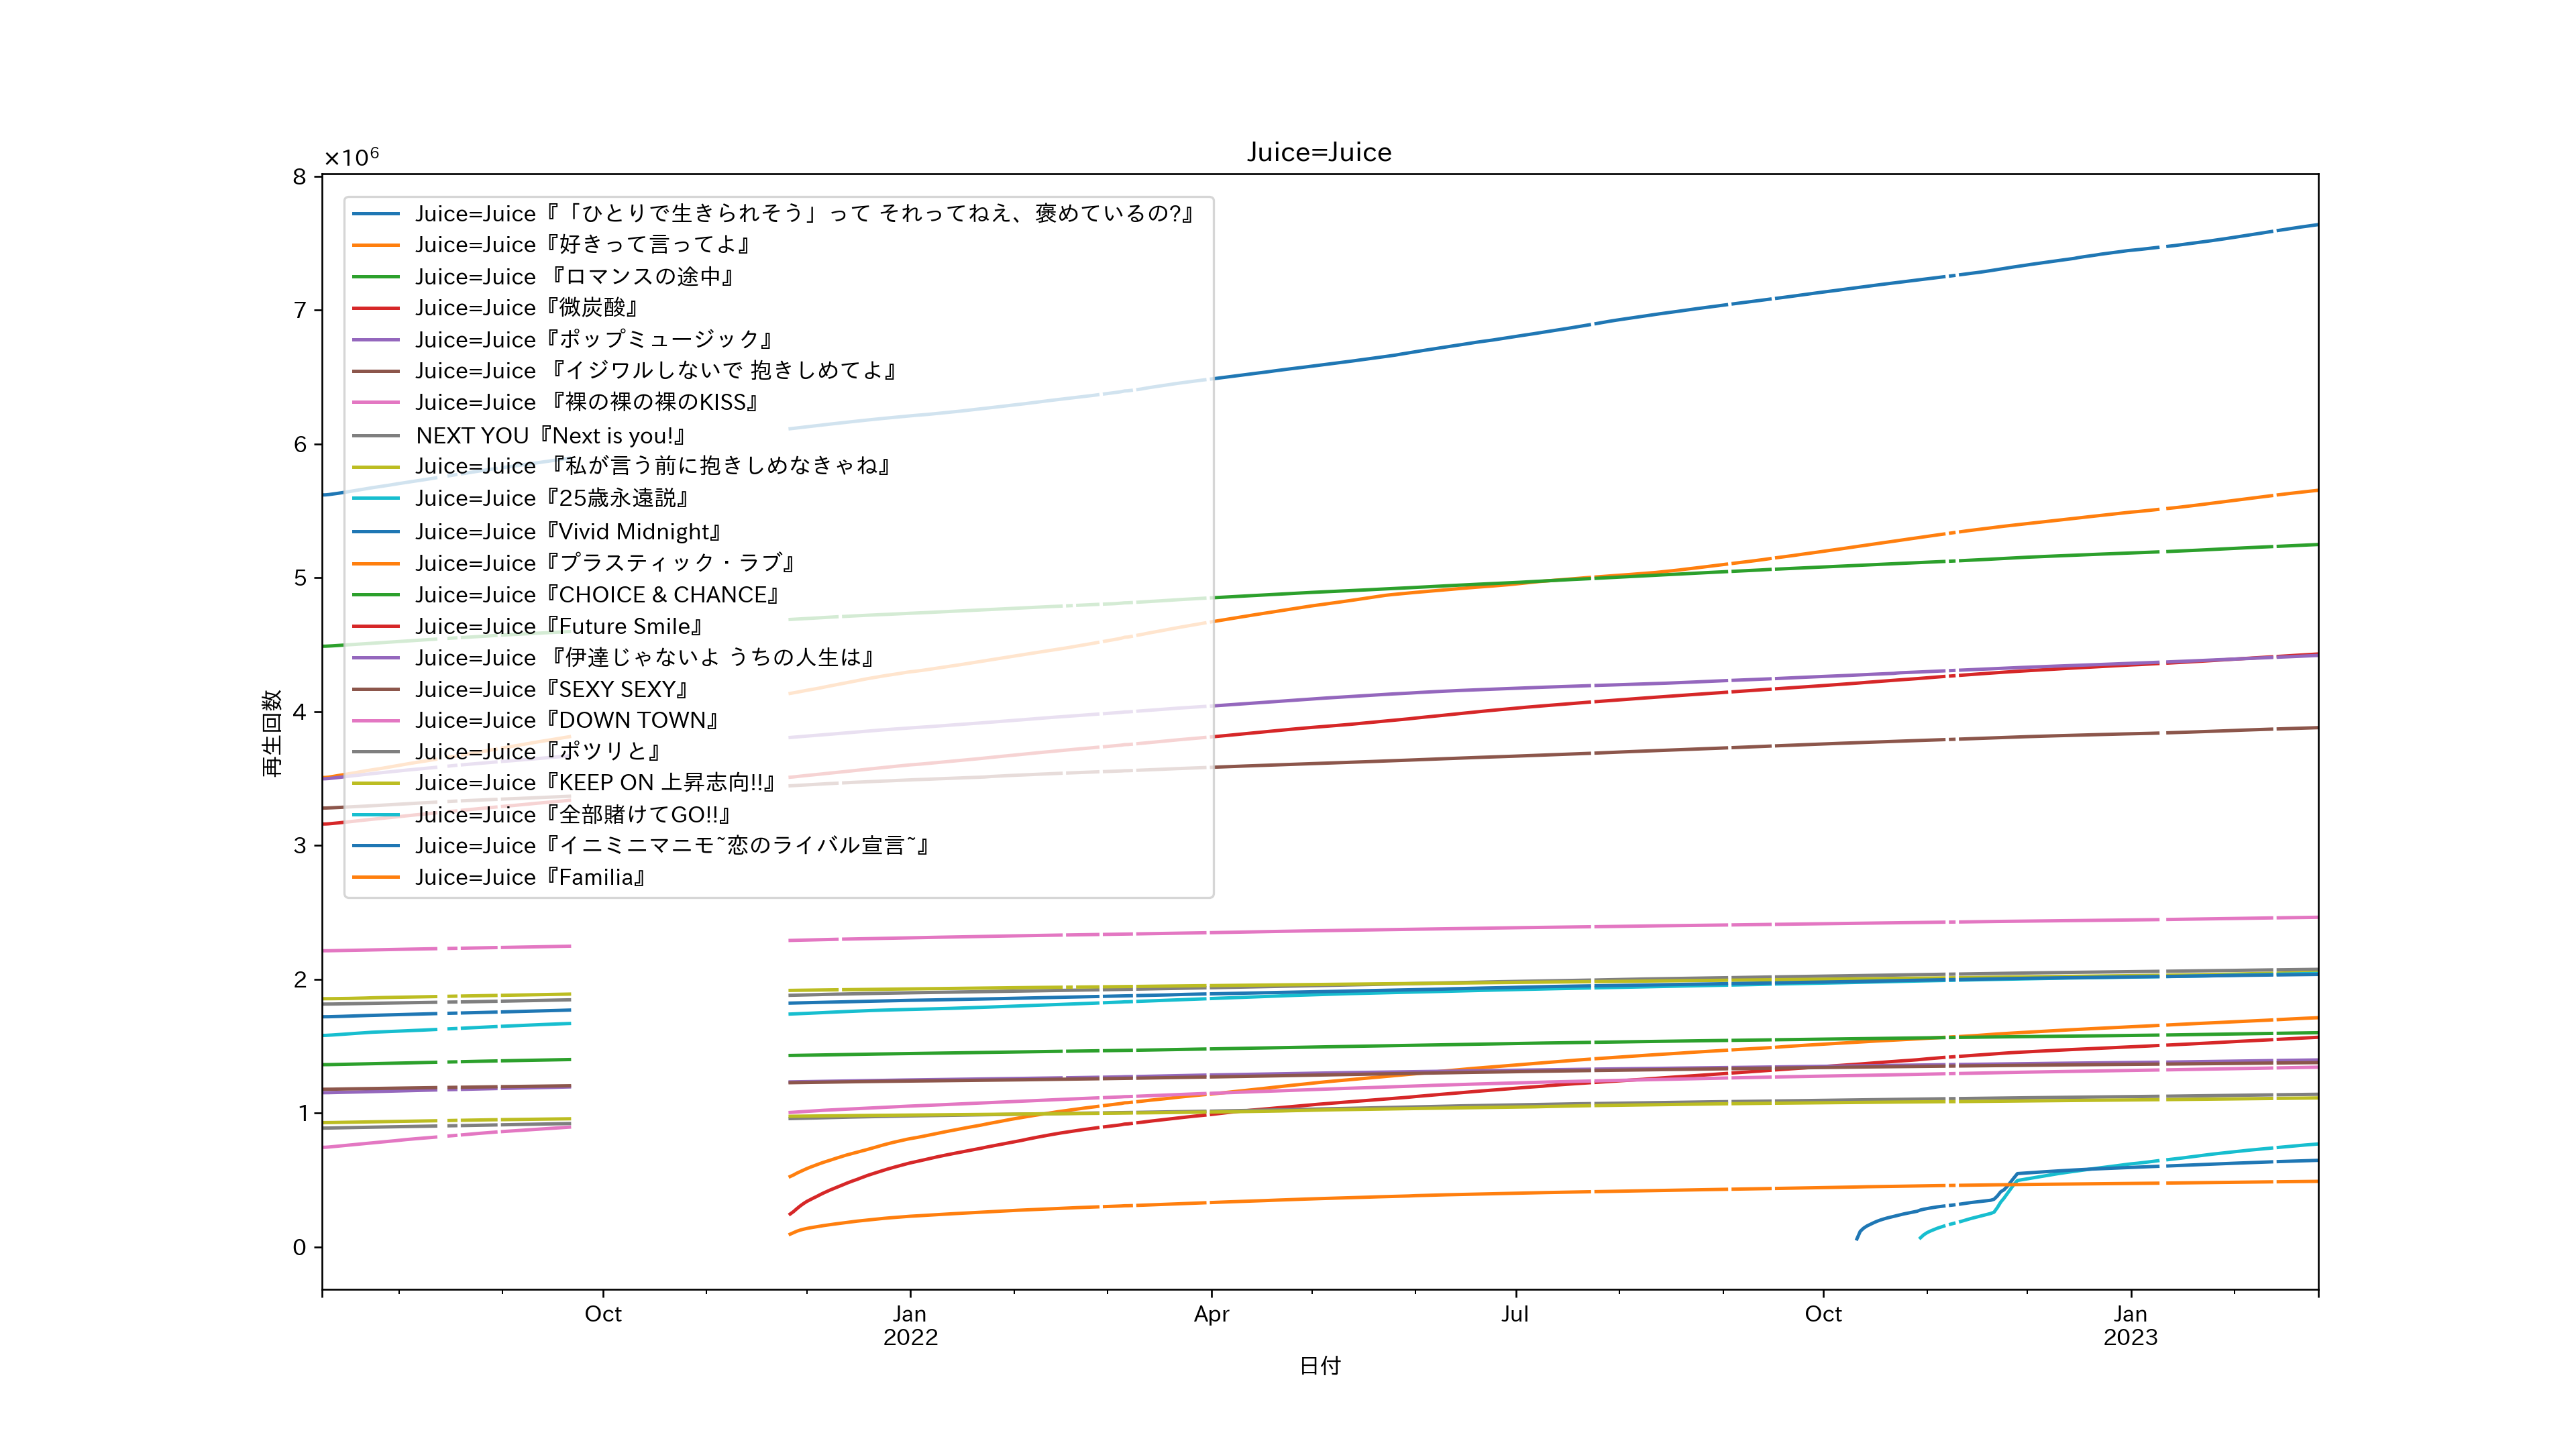 Juice=Juice
×10⁶
8
7
6
5
4
3
2
1
0
再生回数
Juice=Juice『「ひとりで生きられそう」って それってねえ、褒めているの?』
Juice=Juice『好きって言ってよ』
Juice=Juice 『ロマンスの途中』
Juice=Juice『微炭酸』
Juice=Juice『ポップミュージック』
Juice=Juice 『イジワルしないで 抱きしめてよ』
Juice=Juice 『裸の裸の裸のKISS』
NEXT YOU『Next is you!』
Juice=Juice 『私が言う前に抱きしめなきゃね』
Juice=Juice『25歳永遠説』
Juice=Juice『Vivid Midnight』
Juice=Juice『プラスティック・ラブ』
Juice=Juice『CHOICE & CHANCE』
Juice=Juice『Future Smile』
Juice=Juice 『伊達じゃないよ うちの人生は』
Juice=Juice『SEXY SEXY』
Juice=Juice『DOWN TOWN』
Juice=Juice『ポツリと』
Juice=Juice『KEEP ON 上昇志向!!』
Juice=Juice『全部賭けてGO!!』
Juice=Juice『イニミニマニモ~恋のライバル宣言~』
Juice=Juice『Familia』
Oct
Jan
2022
Apr
Jul
Oct
Jan
2023
日付